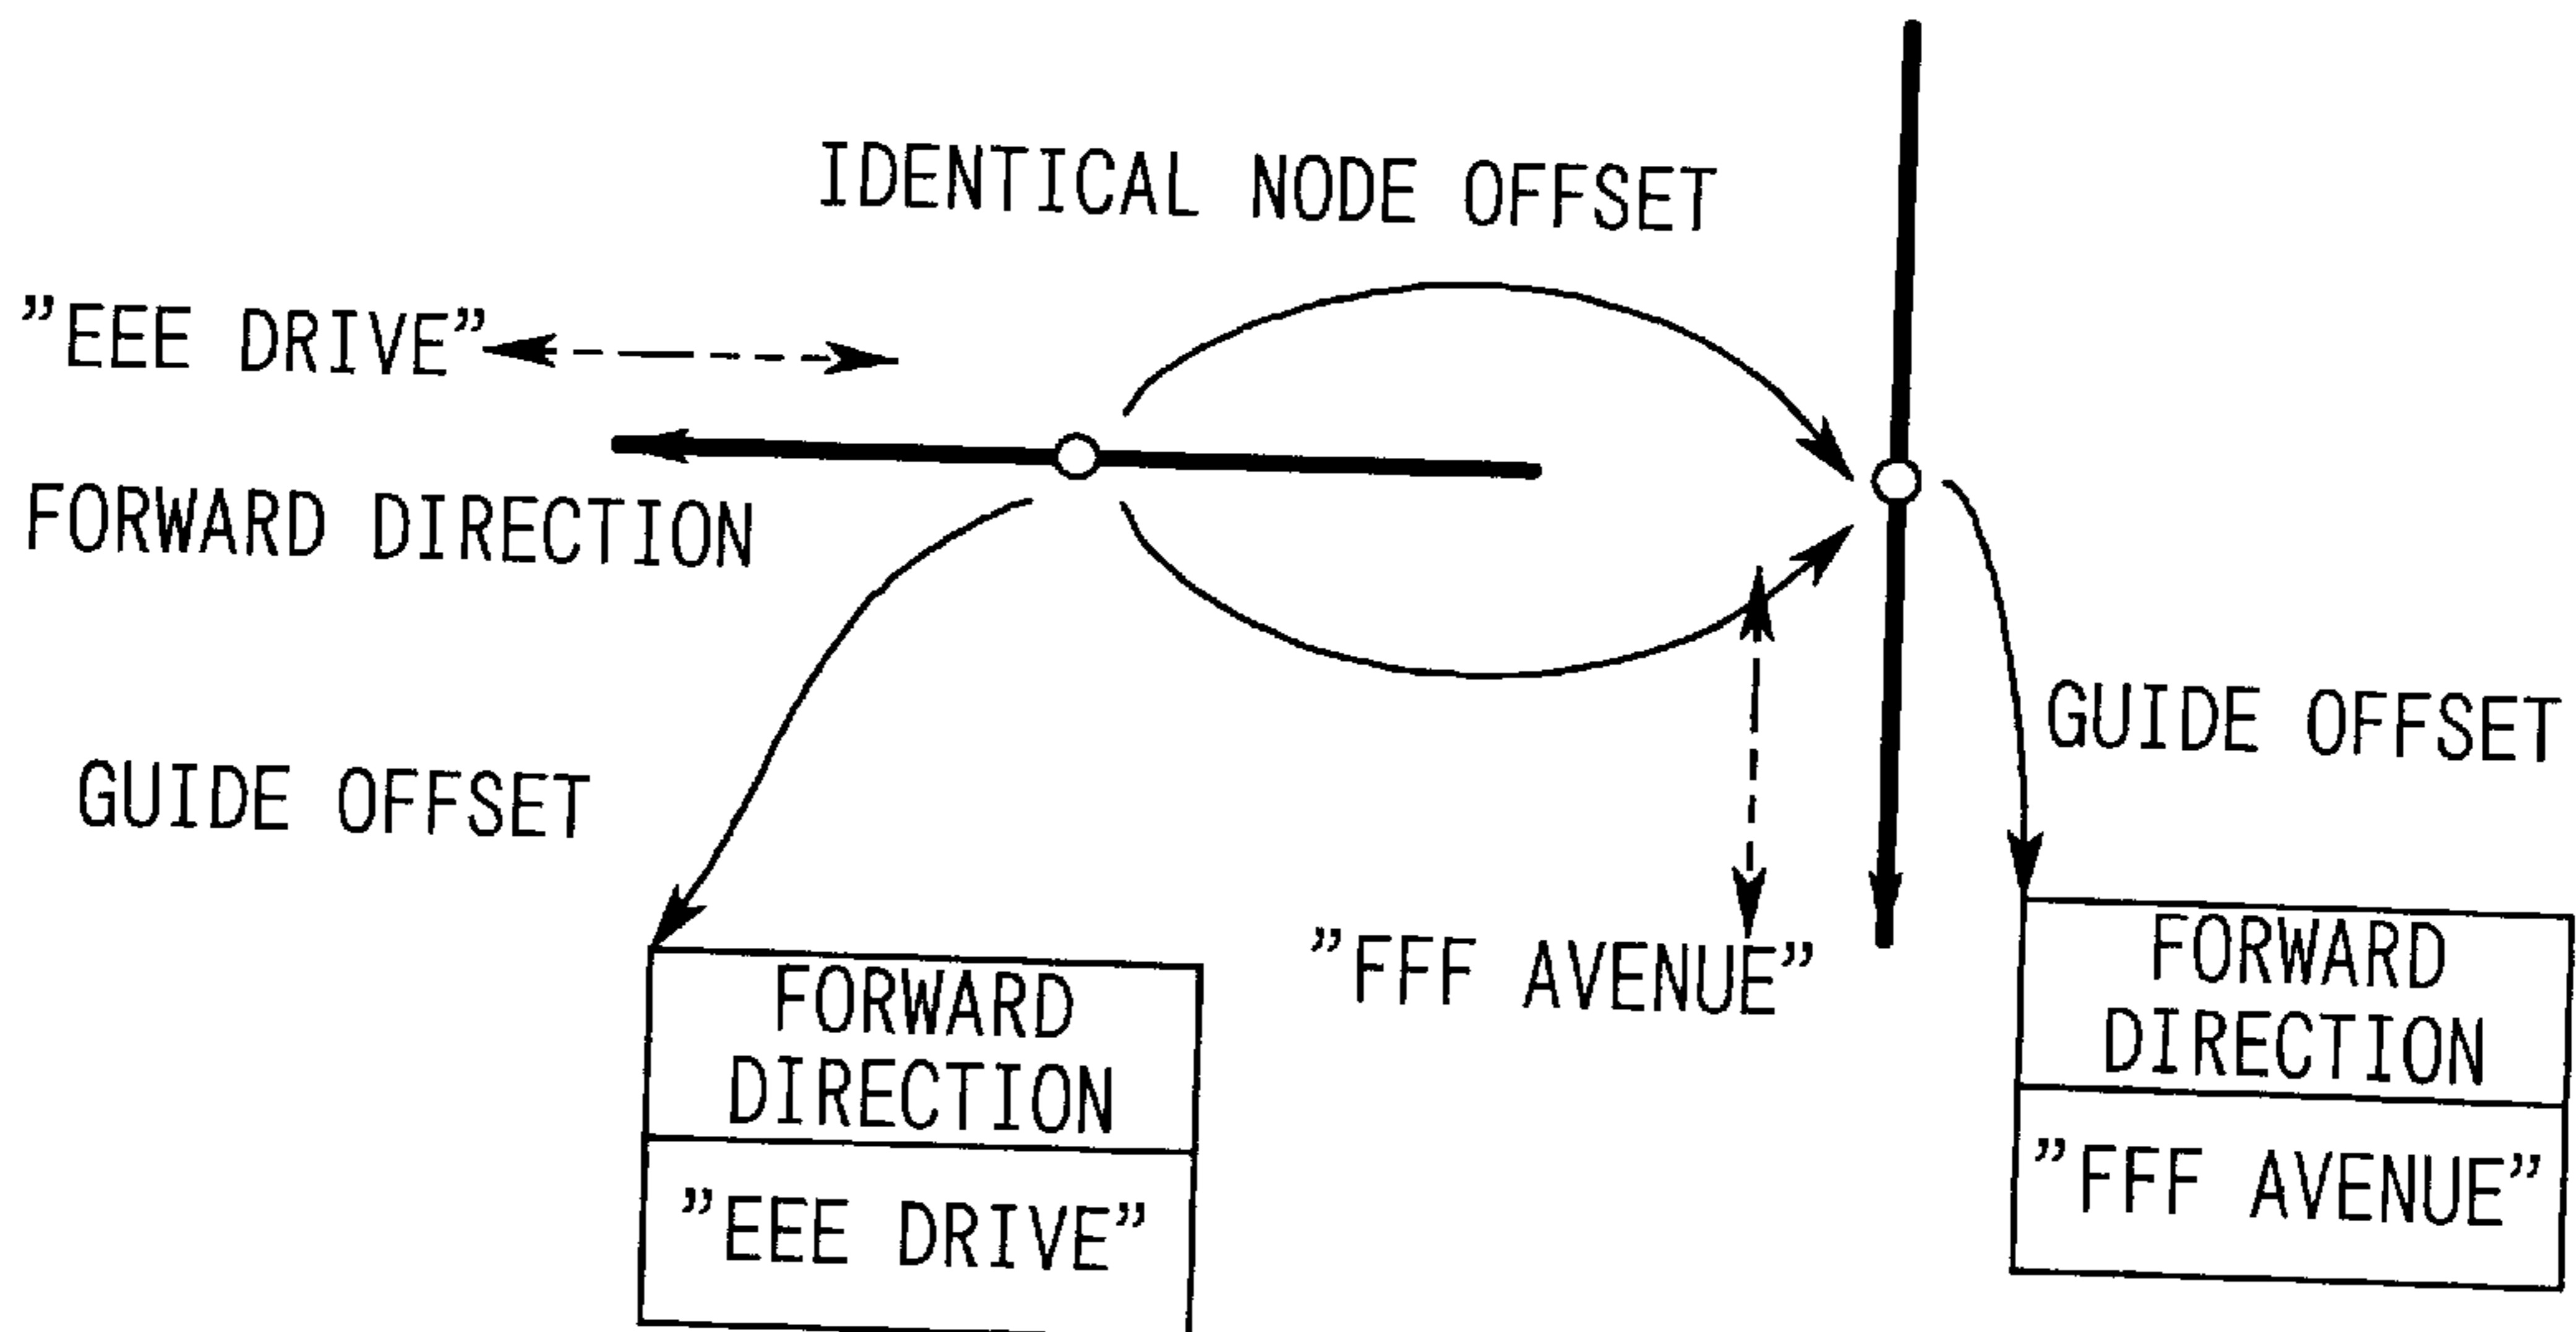 IDENTICAL NODE OFFSET
”EEE DRIVE”
FORWARD DIRECTION
GUIDE OFFSET
GUIDE OFFSET
”FFF AVENUE”
FORWARD
DIRECTION
”EEE DRIVE”
FORWARD
DIRECTION
”FFF AVENUE”